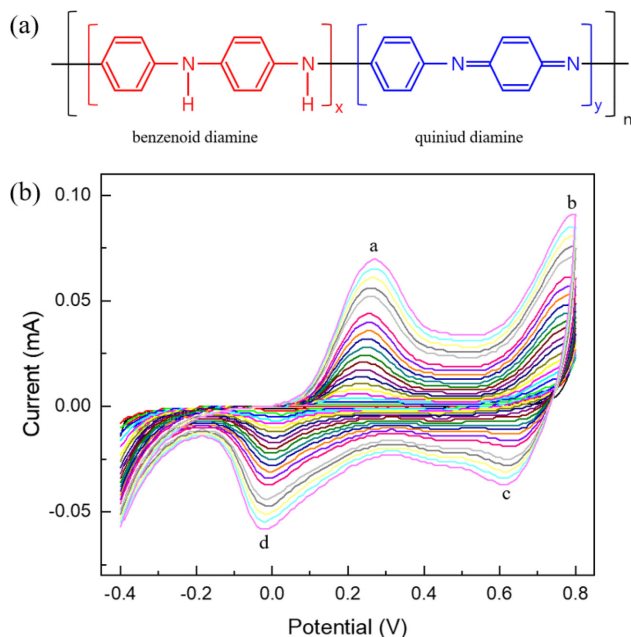 (a)
N
H
N
H
x
N
N
y
n
benzenoid diamine
quiniud diamine
(b)
0.10
0.05
0.00
-0.05
Current (mA)
a
b
c
d
-0.4
-0.2
0.0
0.2
0.4
0.6
0.8
Potential (V)